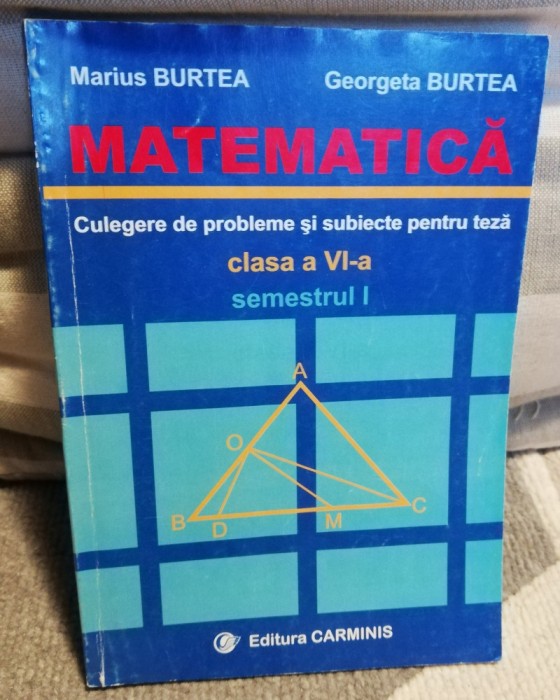 Marius BURTEA Georgeta BURTEA
MATEMATICĂ
Culegere de probleme şi subiecte pentru teză
clasa a VI-a
semestrul I
A
O
B D M C
Editura CARMINIS